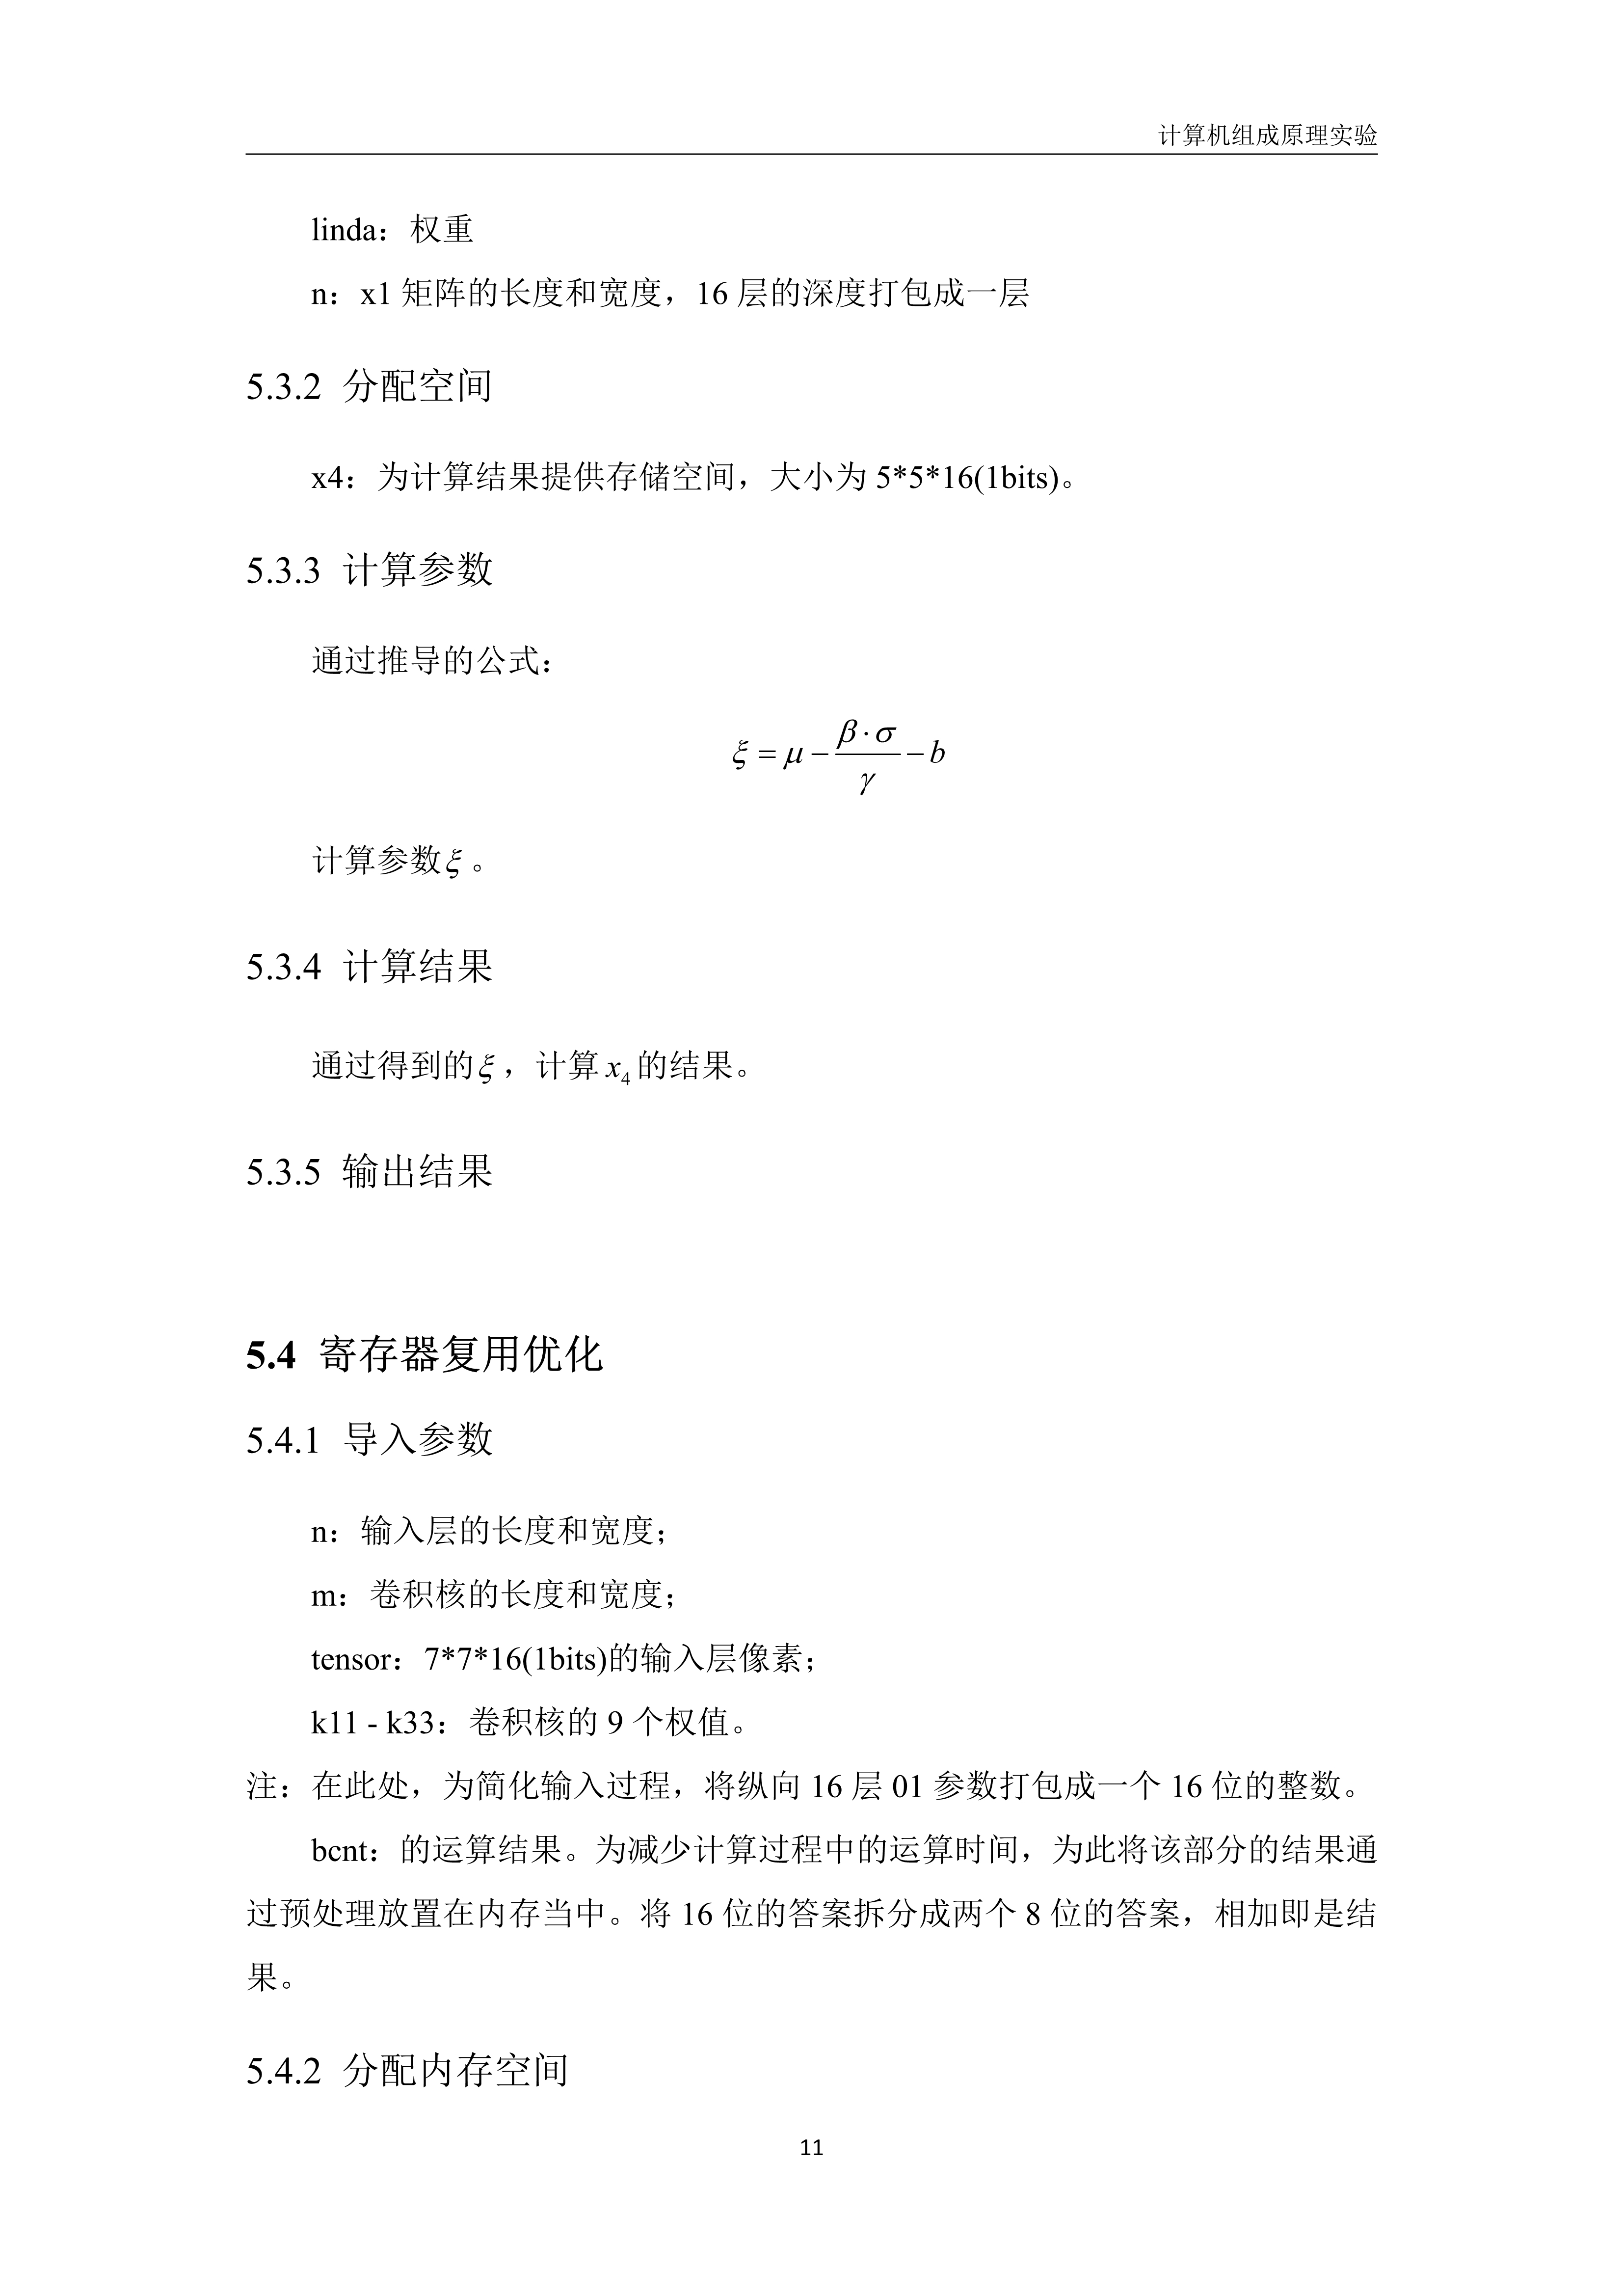 计算机组成原理实验
linda：权重
n：x1 矩阵的长度和宽度，16 层的深度打包成一层
5.3.2 分配空间
x4：为计算结果提供存储空间，大小为 5*5*16(1bits)。
5.3.3 计算参数
通过推导的公式：
ξ = μ − (β · σ)/γ − b
计算参数ξ。
5.3.4 计算结果
通过得到的ξ，计算 x₄ 的结果。
5.3.5 输出结果
5.4 寄存器复用优化
5.4.1 导入参数
n：输入层的长度和宽度；
m：卷积核的长度和宽度；
tensor：7*7*16(1bits)的输入层像素；
k11 - k33：卷积核的 9 个权值。
注：在此处，为简化输入过程，将纵向 16 层 01 参数打包成一个 16 位的整数。
bcnt：的运算结果。为减少计算过程中的运算时间，为此将该部分的结果通
过预处理放置在内存当中。将 16 位的答案拆分成两个 8 位的答案，相加即是结
果。
5.4.2 分配内存空间
11